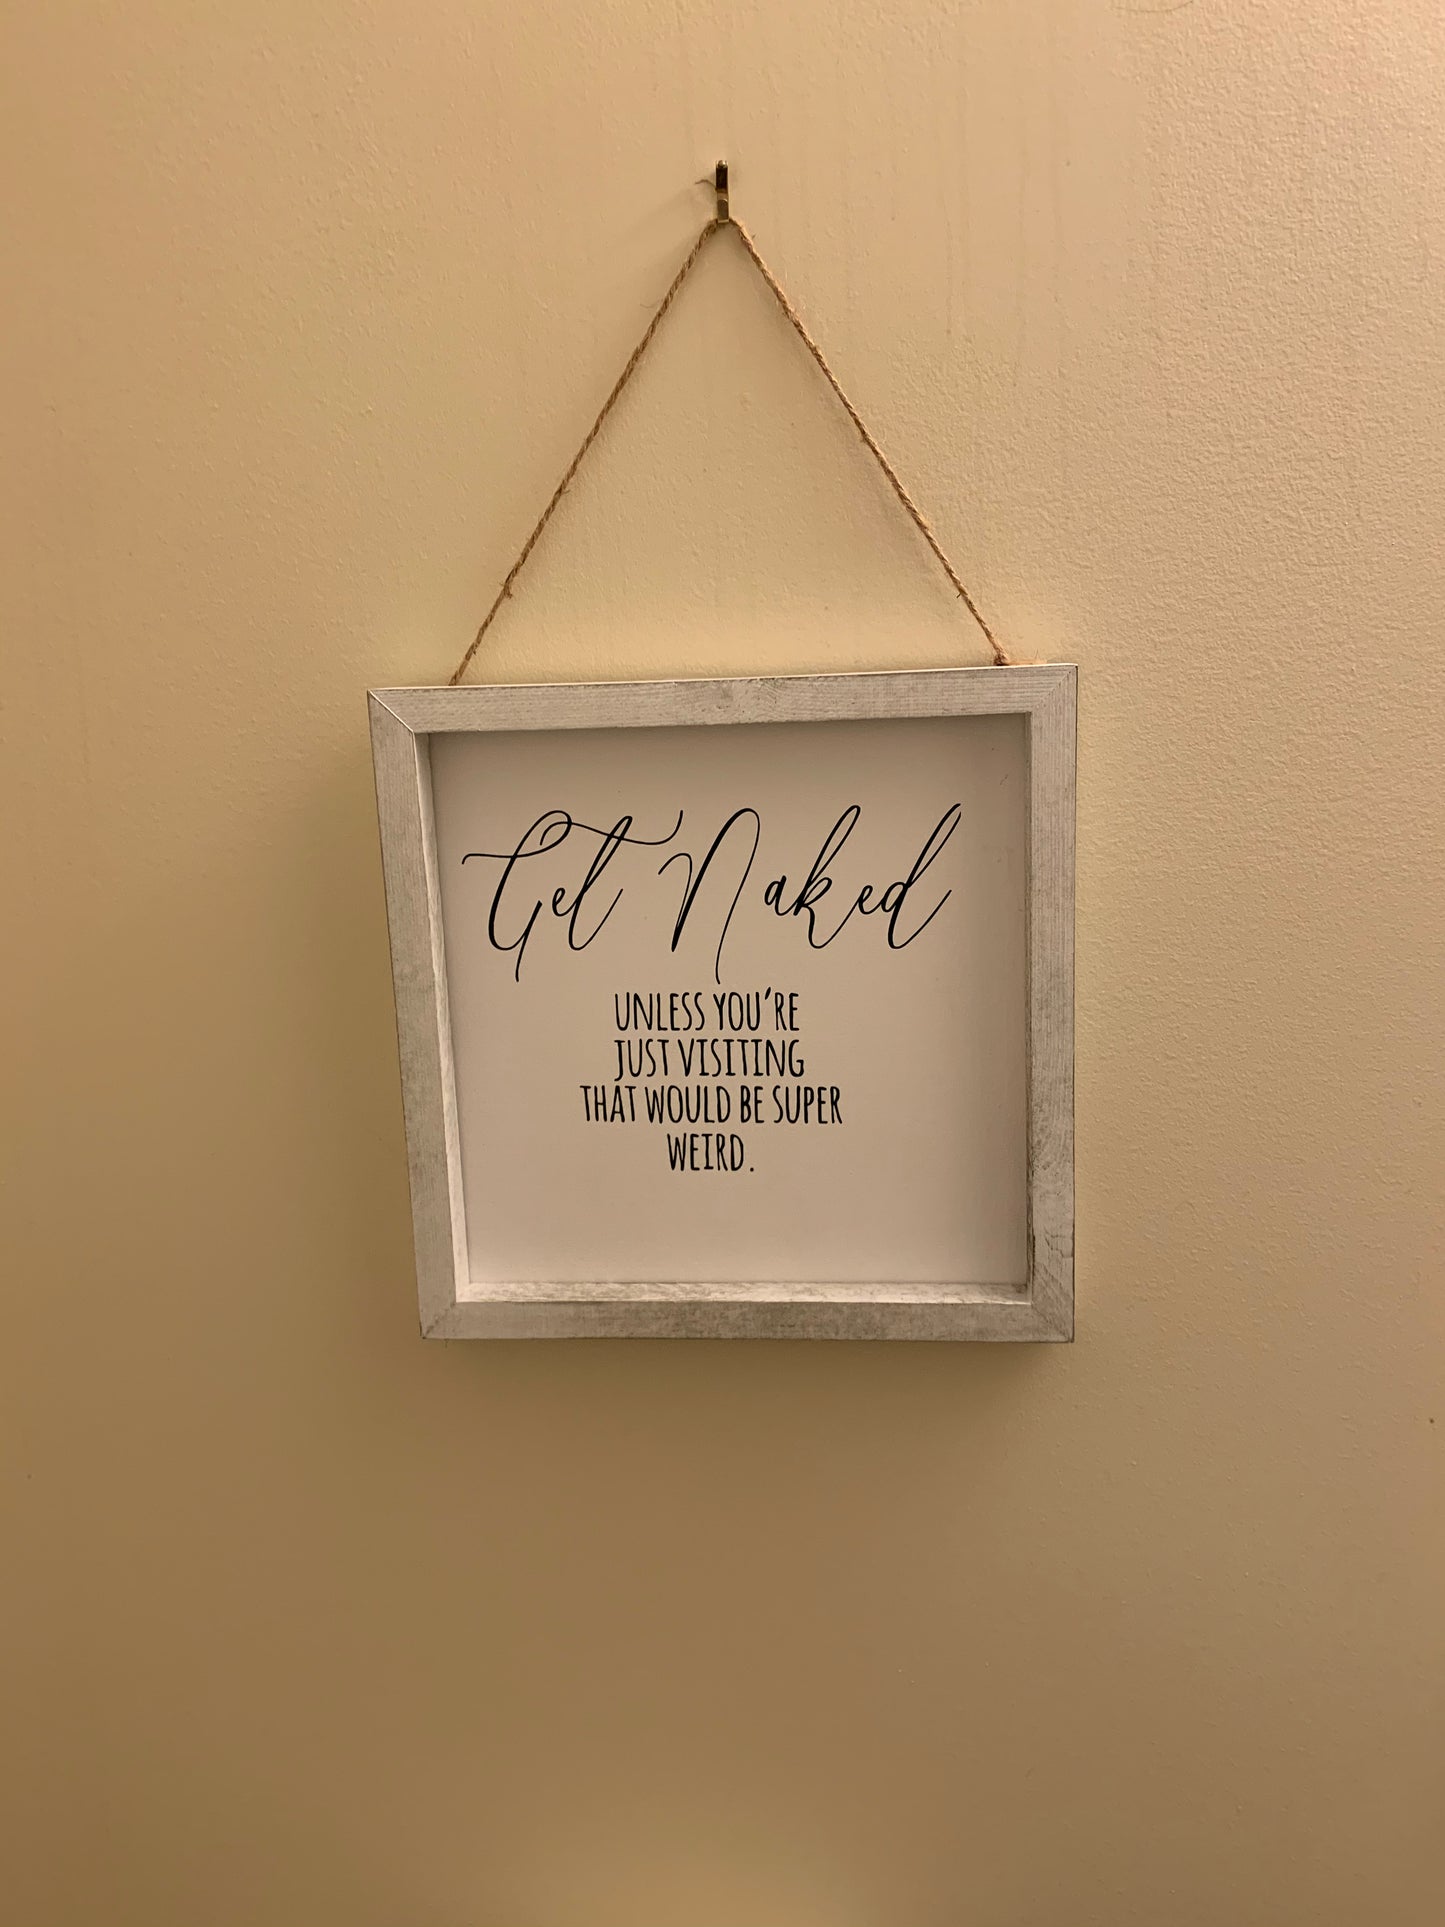 Get Naked
UNLESS YOU'RE
JUST VISITING
THAT WOULD BE SUPER
WEIRD.